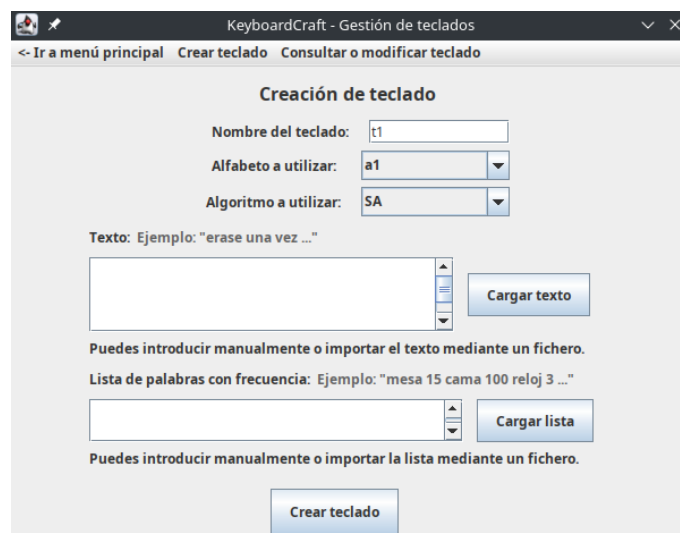 KeyboardCraft - Gestión de teclados
<- Ir a menú principal Crear teclado Consultar o modificar teclado
Creación de teclado
Nombre del teclado: t1
Alfabeto a utilizar: a1
Algoritmo a utilizar: SA
Texto: Ejemplo: "erase una vez ..."
Cargar texto
Puedes introducir manualmente o importar el texto mediante un fichero.
Lista de palabras con frecuencia: Ejemplo: "mesa 15 cama 100 reloj 3 ..."
Cargar lista
Puedes introducir manualmente o importar la lista mediante un fichero.
Crear teclado